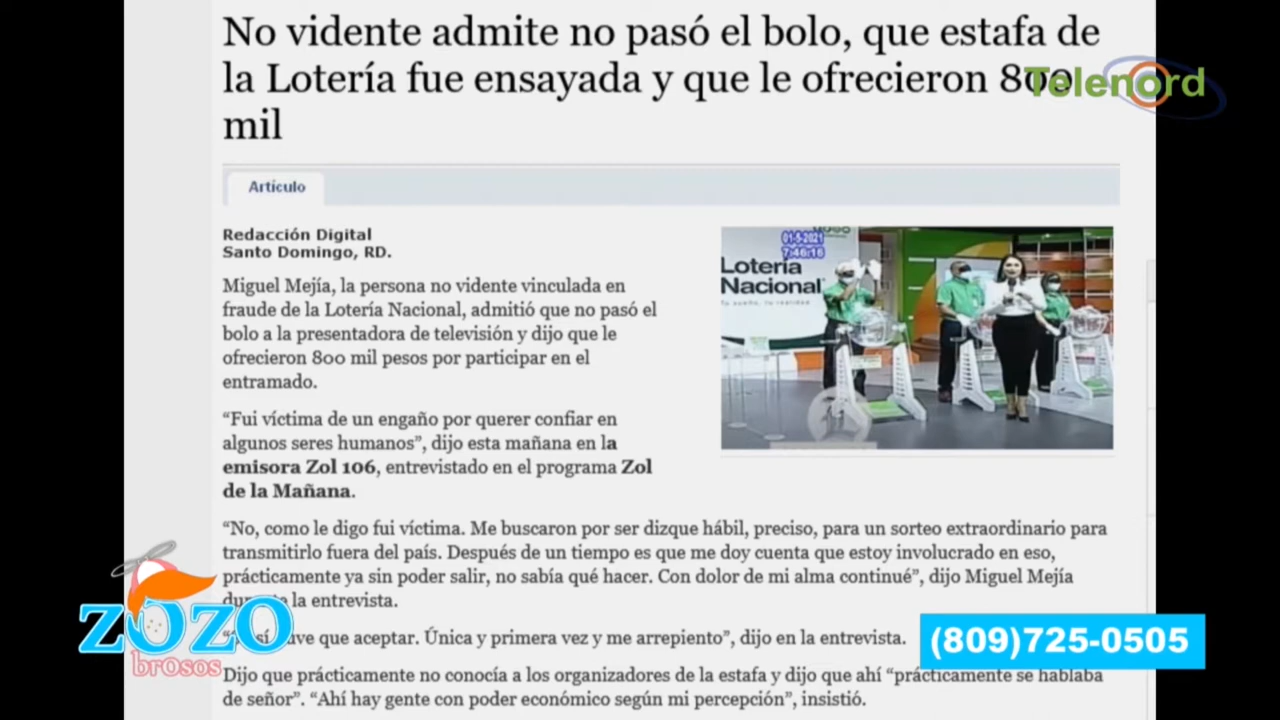 No vidente admite no pasó el bolo, que estafa de
la Lotería fue ensayada y que le ofrecieron 800
mil
Telenord
Artículo
Redacción Digital
Santo Domingo, RD.
Miguel Mejía, la persona no vidente vinculada en
fraude de la Lotería Nacional, admitió que no pasó el
bolo a la presentadora de televisión y dijo que le
ofrecieron 800 mil pesos por participar en el
entramado.
“Fui víctima de un engaño por querer confiar en
algunos seres humanos”, dijo esta mañana en la
emisora Zol 106, entrevistado en el programa Zol
de la Mañana.
01-5-2021
7:46:16
Lotería
Nacional
“No, como le digo fui víctima. Me buscaron por ser dizque hábil, preciso, para un sorteo extraordinario para
transmitirlo fuera del país. Después de un tiempo es que me doy cuenta que estoy involucrado en eso,
prácticamente ya sin poder salir, no sabía qué hacer. Con dolor de mi alma continué”, dijo Miguel Mejía
la entrevista.
que aceptar. Única y primera vez y me arrepiento”, dijo en la entrevista.
Dijo que prácticamente no conocía a los organizadores de la estafa y dijo que ahí “prácticamente se hablaba
de señor”. “Ahí hay gente con poder económico según mi percepción”, insistió.
ZOZO
brOsos
(809)725-0505